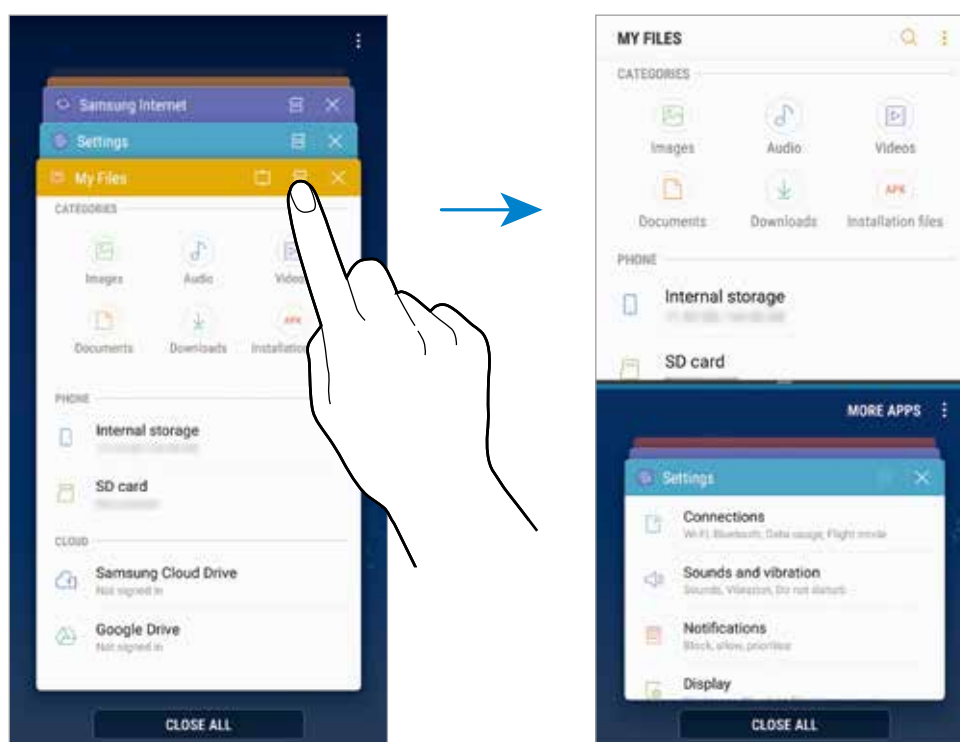 Samsung Internet
Settings
My Files
CATEGORIES
Images Audio Videos
Documents Downloads
PHONE
Internal storage
SD card
CLOUD
Samsung Cloud Drive
Not signed in
Google Drive
Not signed in
CLOSE ALL
MY FILES
CATEGORIES
Images Audio Videos
APK
Documents Downloads Installation files
PHONE
Internal storage
SD card
MORE APPS
Settings
Connections
Wi-Fi, Bluetooth, Data usage, Flight mode
Sounds and vibration
Sounds, Vibration, Do not disturb
Notifications
Block, allow, prioritise
Display
CLOSE ALL